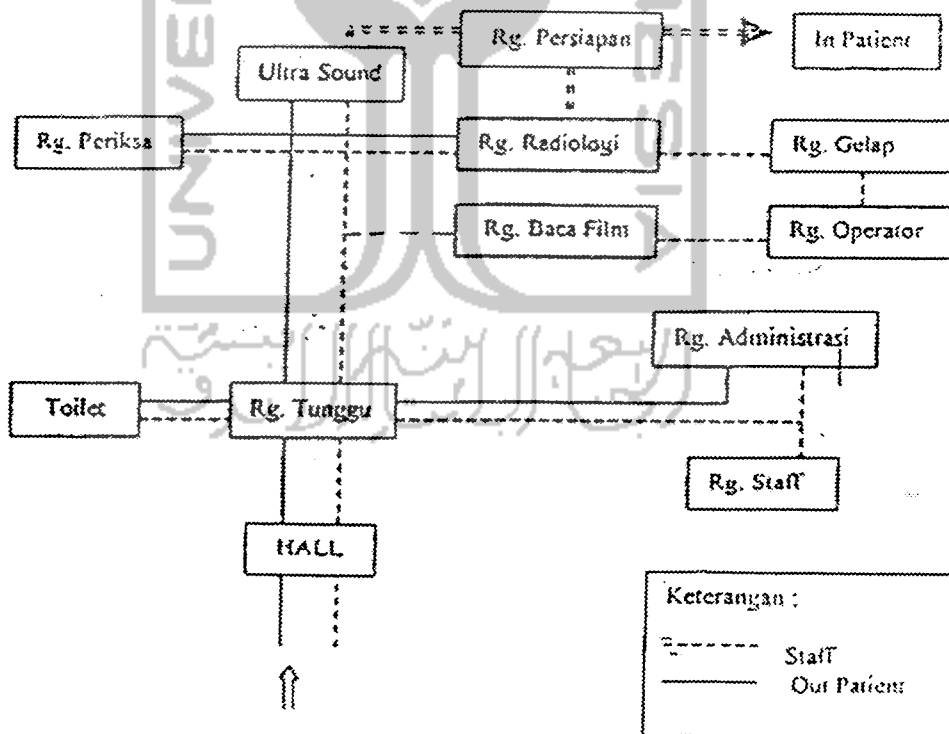 Rg. Persiapan
In Patient
Ultra Sound
Rg. Periksa
Rg. Radiologi
Rg. Gelap
Rg. Baca Film
Rg. Operator
Rg. Administrasi
Toilet
Rg. Tunggu
Rg. Staff
HALL
Keterangan :
Staff
Out Patient
UNIVER